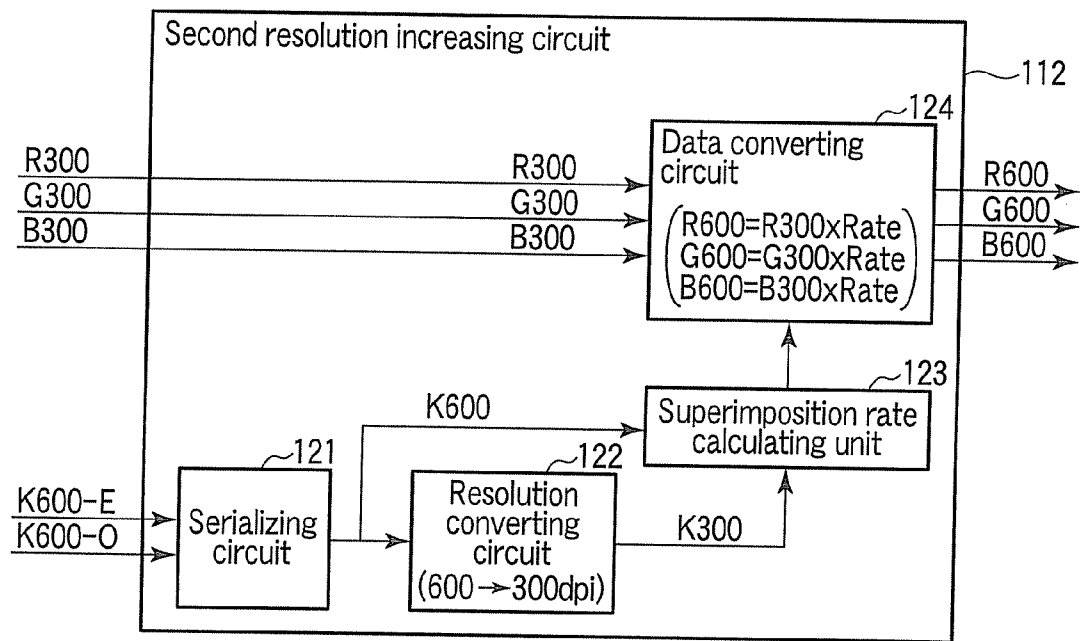 Second resolution increasing circuit
112
124
Data converting
circuit
R600=R300xRate
G600=G300xRate
B600=B300xRate
R300
G300
B300
R300
G300
B300
R600
G600
B600
123
Superimposition rate
calculating unit
K600
121
Serializing
circuit
K600-E
K600-O
122
Resolution
converting
circuit
(600→300dpi)
K300